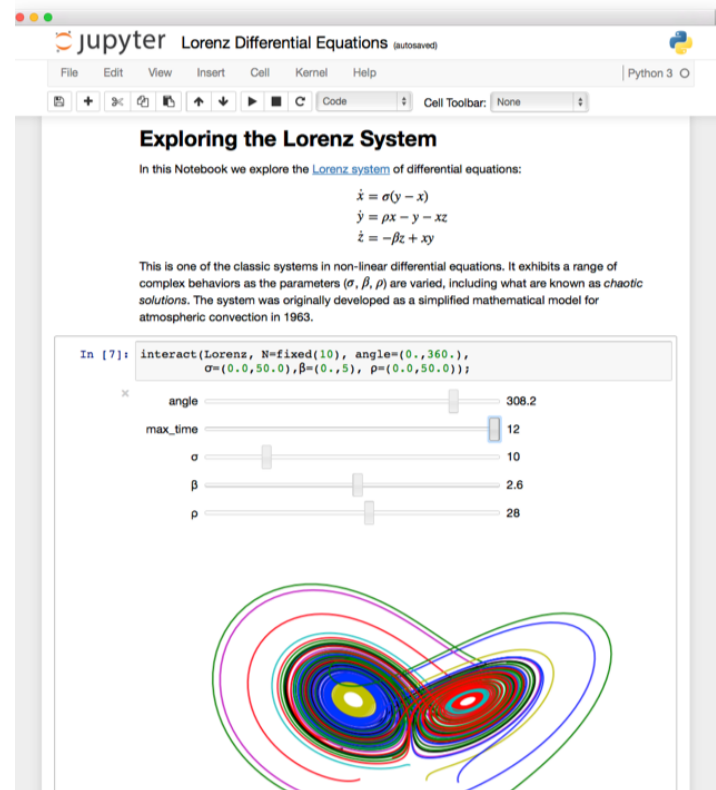 jupyter Lorenz Differential Equations (autosaved)
File Edit View Insert Cell Kernel Help Python 3
Code Cell Toolbar: None
Exploring the Lorenz System
In this Notebook we explore the Lorenz system of differential equations:
ẋ = σ(y − x)
ẏ = ρx − y − xz
ż = −βz + xy
This is one of the classic systems in non-linear differential equations. It exhibits a range of
complex behaviors as the parameters (σ, β, ρ) are varied, including what are known as chaotic
solutions. The system was originally developed as a simplified mathematical model for
atmospheric convection in 1963.
In [7]: interact(Lorenz, N=fixed(10), angle=(0.,360.),
σ=(0.0,50.0),β=(0.,5), ρ=(0.0,50.0));
angle 308.2
max_time 12
σ 10
β 2.6
ρ 28